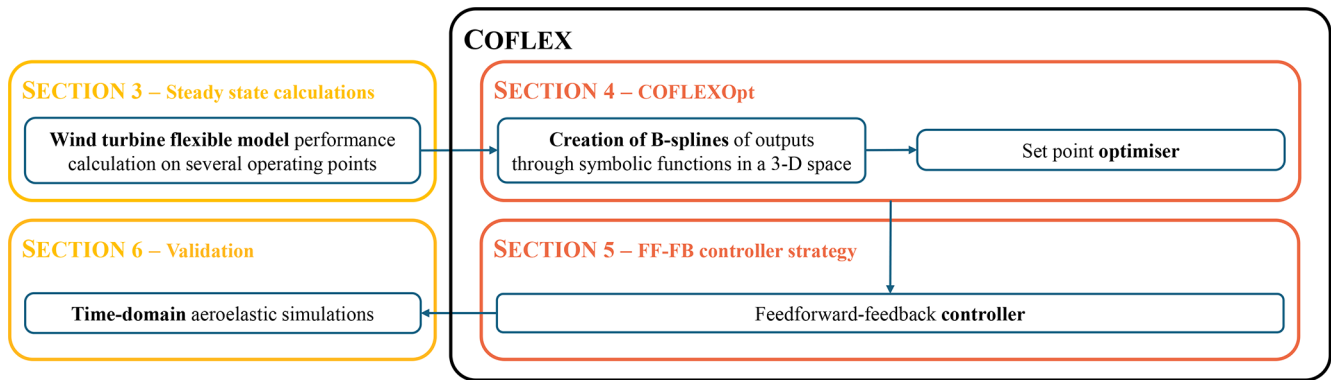 COFLEX
SECTION 3 – Steady state calculations
Wind turbine flexible model performance
calculation on several operating points
SECTION 4 – COFLEXOpt
Creation of B-splines of outputs
through symbolic functions in a 3-D space
Set point optimiser
SECTION 6 – Validation
Time-domain aeroelastic simulations
SECTION 5 – FF-FB controller strategy
Feedforward-feedback controller